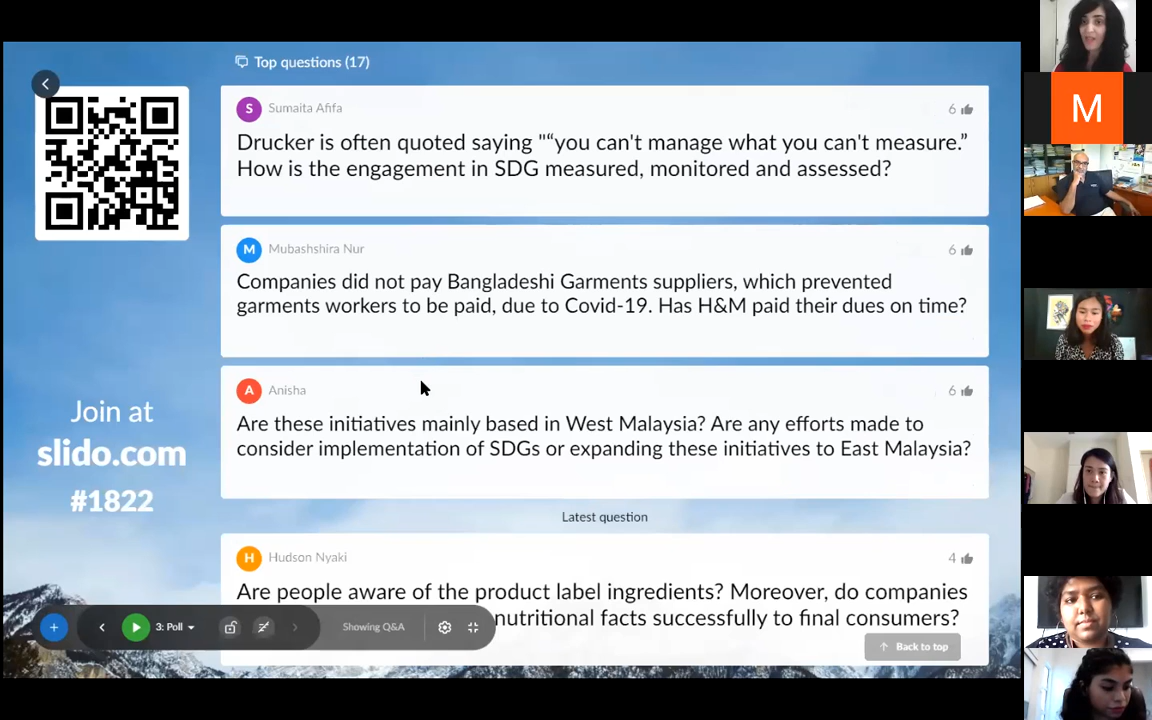 Top questions (17)
S Sumaita Afifa 6
Drucker is often quoted saying "“you can't manage what you can't measure.”
How is the engagement in SDG measured, monitored and assessed?
M Mubashshira Nur 6
Companies did not pay Bangladeshi Garments suppliers, which prevented
garments workers to be paid, due to Covid-19. Has H&M paid their dues on time?
A Anisha 6
Are these initiatives mainly based in West Malaysia? Are any efforts made to
consider implementation of SDGs or expanding these initiatives to East Malaysia?
Latest question
H Hudson Nyaki 4
Are people aware of the product label ingredients? Moreover, do companies
nutritional facts successfully to final consumers?
Back to top
Join at
slido.com
#1822
3: Poll
Showing Q&A
M